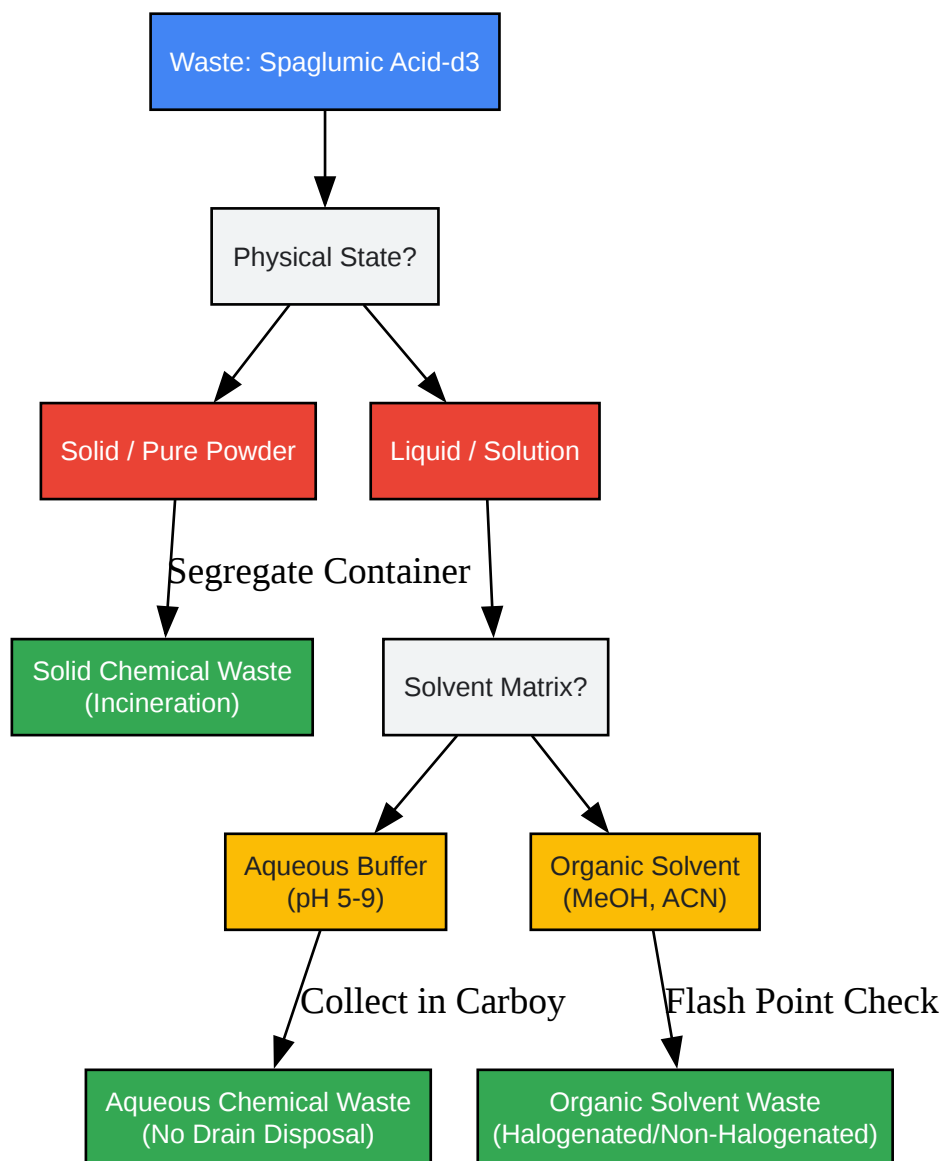 Waste: Spaglumic Acid-d3
Physical State?
Solid / Pure Powder
Liquid / Solution
Segregate Container
Solid Chemical Waste
(Incineration)
Solvent Matrix?
Aqueous Buffer
(pH 5-9)
Organic Solvent
(MeOH, ACN)
Collect in Carboy
Flash Point Check
Aqueous Chemical Waste
(No Drain Disposal)
Organic Solvent Waste
(Halogenated/Non-Halogenated)